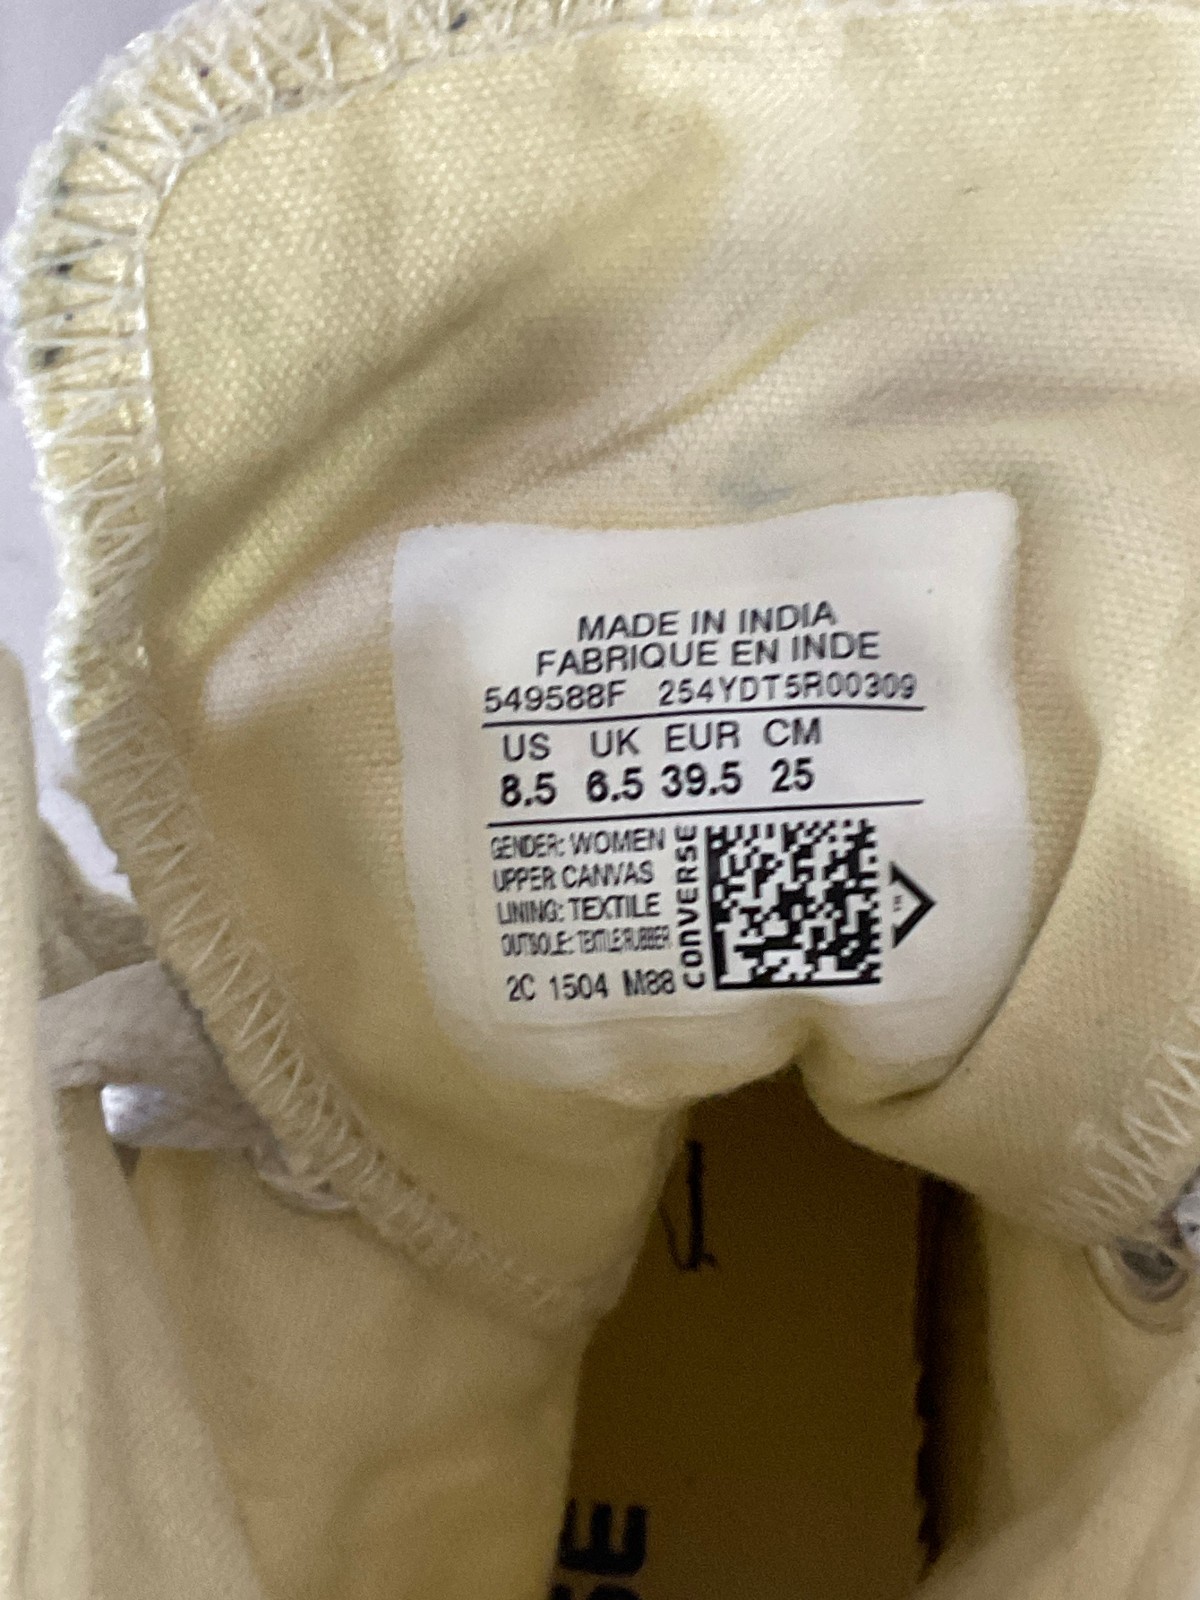 MADE IN INDIA
FABRIQUE EN INDE
549588F 254YDT5R00309
US UK EUR CM
8.5 6.5 39.5 25
GENDER: WOMEN
UPPER: CANVAS
LINING: TEXTILE
OUTSOLE: TEXTILE/RUBBER
2C 1504 M88
CONVERSE
TM